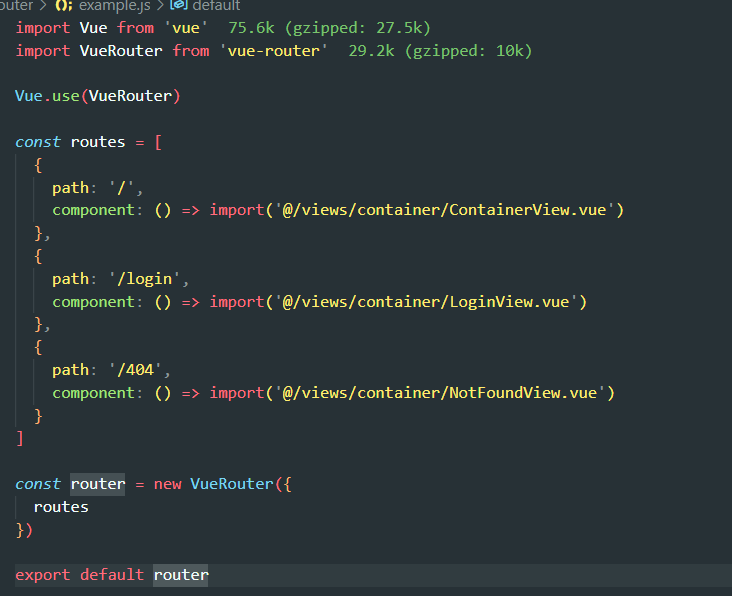 outer > {}; example.js > default
import Vue from 'vue'  75.6k (gzipped: 27.5k)
import VueRouter from 'vue-router'  29.2k (gzipped: 10k)

Vue.use(VueRouter)

const routes = [
  {
    path: '/',
    component: () => import('@/views/container/ContainerView.vue')
  },
  {
    path: '/login',
    component: () => import('@/views/container/LoginView.vue')
  },
  {
    path: '/404',
    component: () => import('@/views/container/NotFoundView.vue')
  }
]

const router = new VueRouter({
  routes
})

export default router